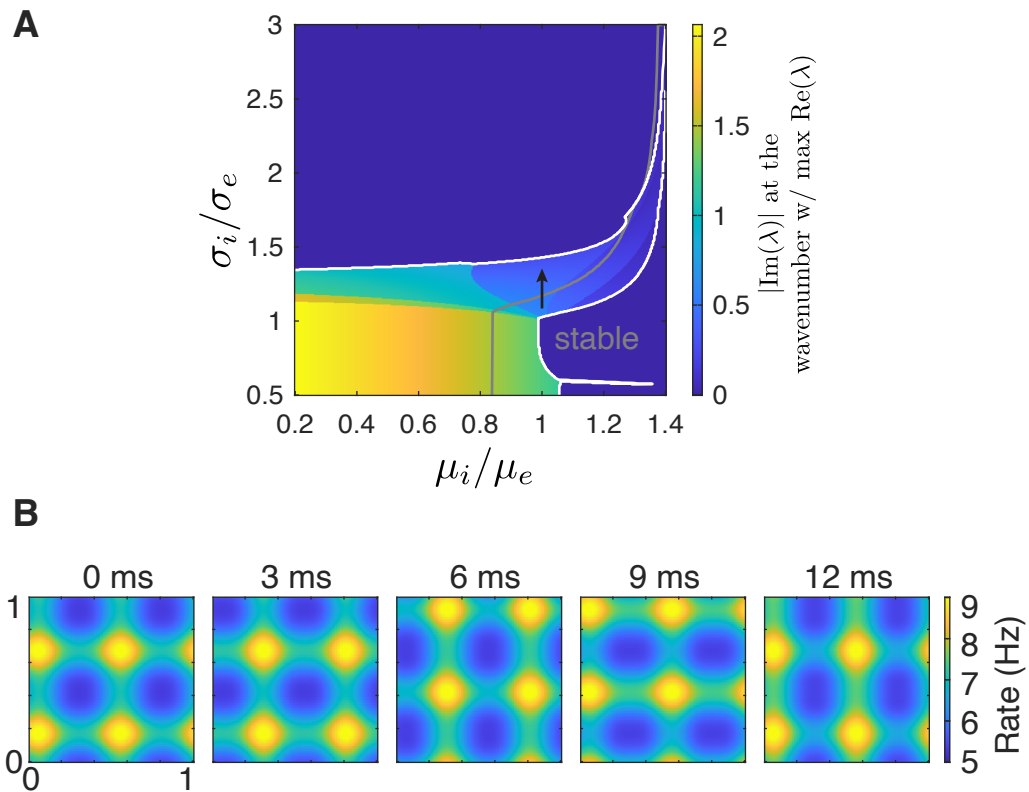 A
3
2.5
2
1.5
1
0.5
σi/σe
0.2 0.4 0.6 0.8 1 1.2 1.4
μi/μe
stable
2
1.5
1
0.5
0
|Im(λ)| at the
wavenumber w/ max Re(λ)
B
0 ms 3 ms 6 ms 9 ms 12 ms
1
0
0 1
9
8
7
6
5
Rate (Hz)